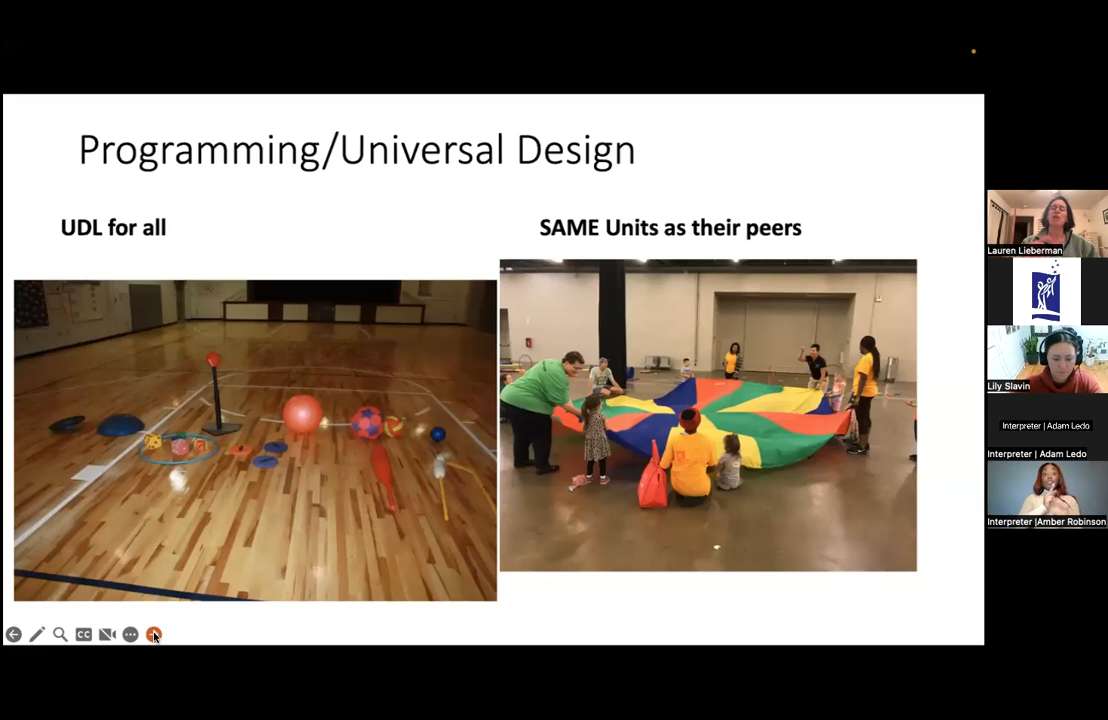 Programming/Universal Design
UDL for all
SAME Units as their peers
Lauren Lieberman
Lily Slavin
Interpreter | Adam Ledo
Interpreter | Adam Ledo
Interpreter |Amber Robinson
CC